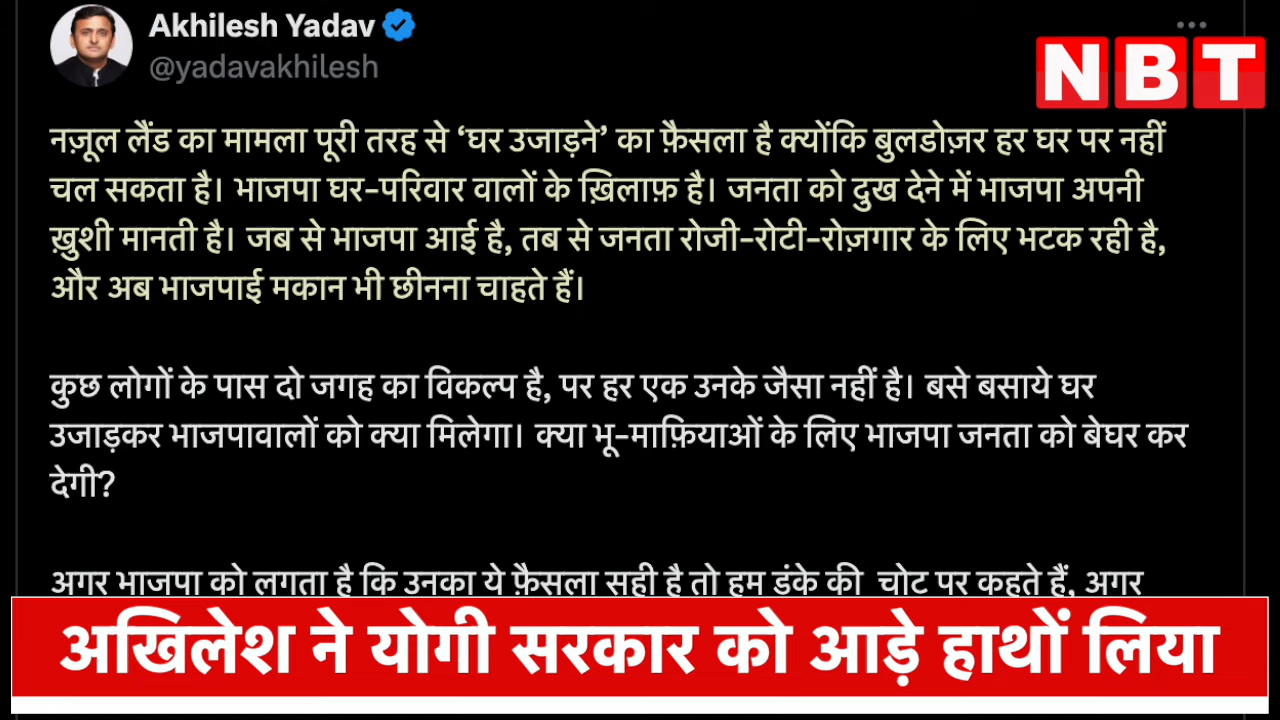 Akhilesh Yadav
@yadavakhilesh
NBT
नज़ूल लैंड का मामला पूरी तरह से ‘घर उजाड़ने’ का फ़ैसला है क्योंकि बुलडोज़र हर घर पर नहीं
चल सकता है। भाजपा घर-परिवार वालों के ख़िलाफ़ है। जनता को दुख देने में भाजपा अपनी
ख़ुशी मानती है। जब से भाजपा आई है, तब से जनता रोजी-रोटी-रोज़गार के लिए भटक रही है,
और अब भाजपाई मकान भी छीनना चाहते हैं।
कुछ लोगों के पास दो जगह का विकल्प है, पर हर एक उनके जैसा नहीं है। बसे बसाये घर
उजाड़कर भाजपावालों को क्या मिलेगा। क्या भू-माफ़ियाओं के लिए भाजपा जनता को बेघर कर
देगी?
अगर भाजपा को लगता है कि उनका ये फ़ैसला सही है तो हम डंके की चोट पर कहते हैं, अगर
अखिलेश ने योगी सरकार को आड़े हाथों लिया